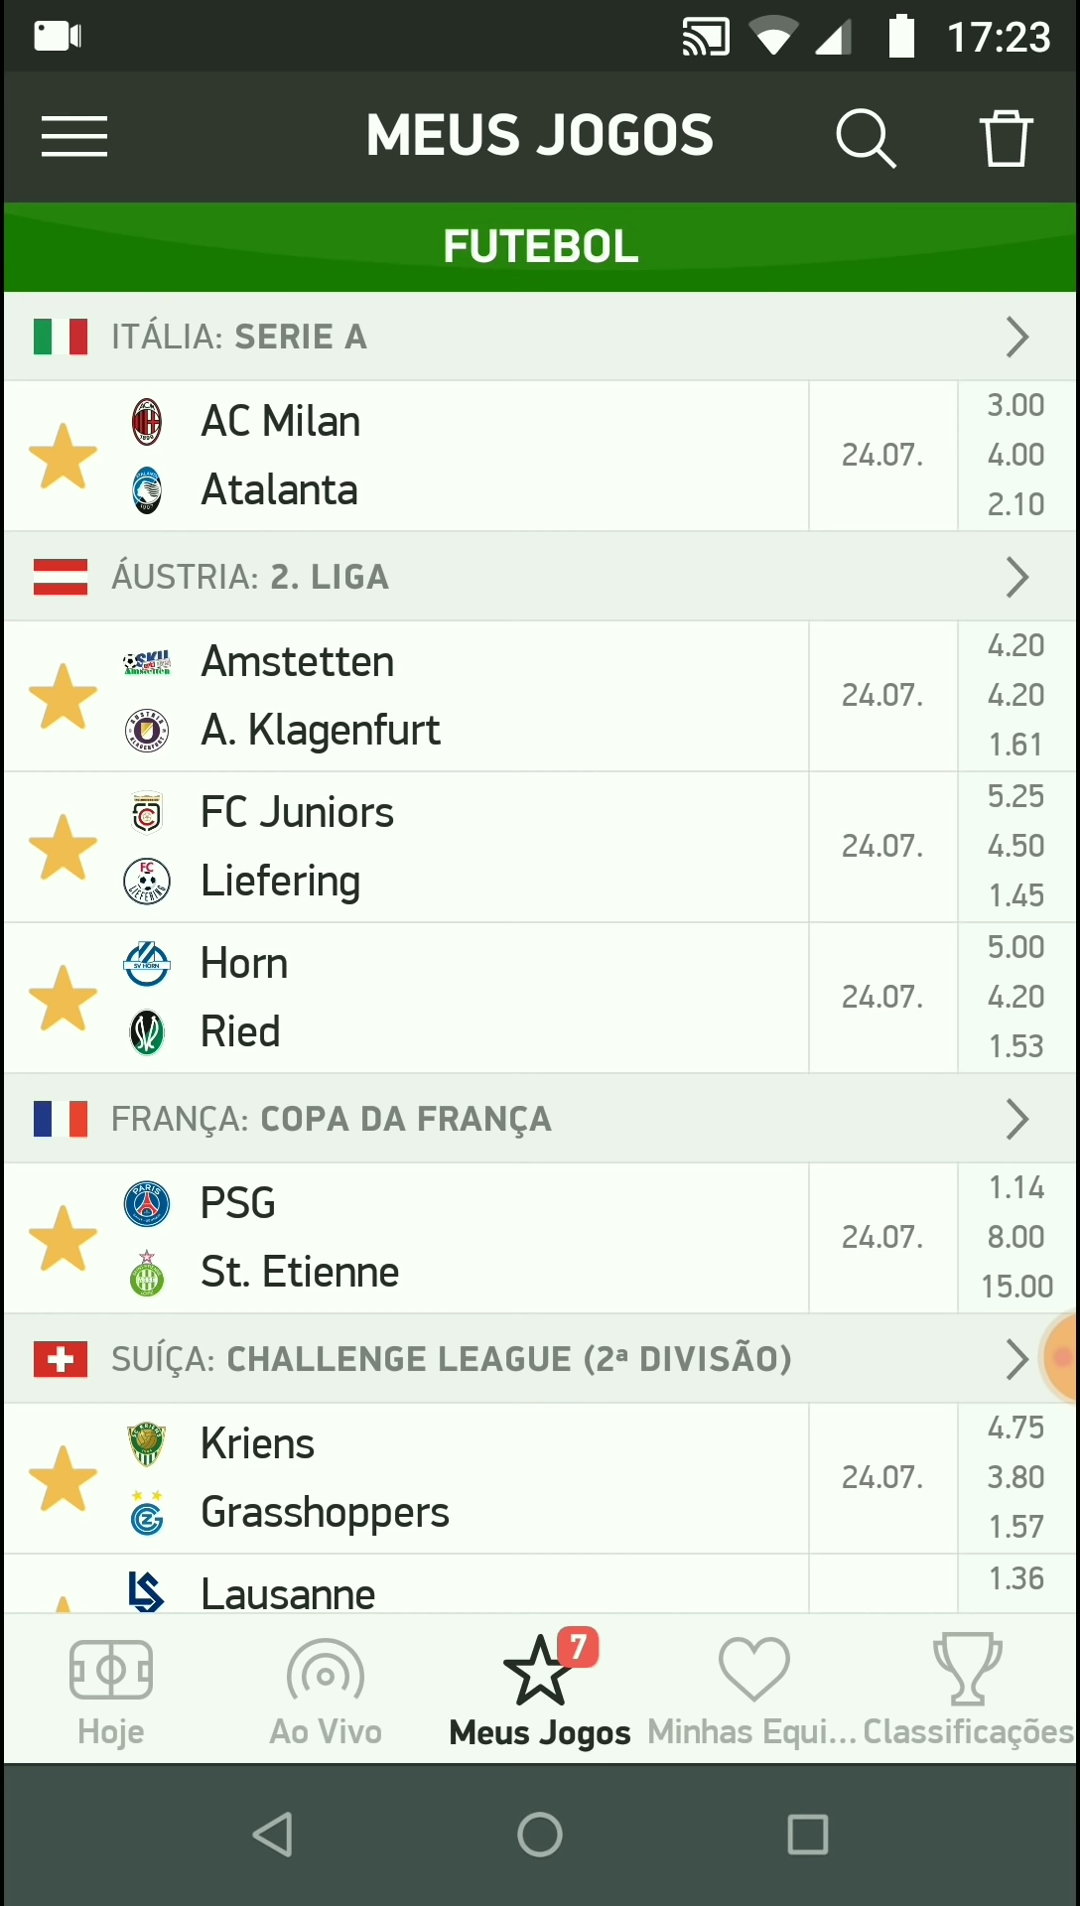 17:23
MEUS JOGOS
FUTEBOL
ITÁLIA: SERIE A
AC Milan
Atalanta
24.07.
3.00
4.00
2.10
ÁUSTRIA: 2. LIGA
Amstetten
A. Klagenfurt
24.07.
4.20
4.20
1.61
FC Juniors
Liefering
24.07.
5.25
4.50
1.45
Horn
Ried
24.07.
5.00
4.20
1.53
FRANÇA: COPA DA FRANÇA
PSG
St. Etienne
24.07.
1.14
8.00
15.00
SUÍÇA: CHALLENGE LEAGUE (2ª DIVISÃO)
Kriens
Grasshoppers
24.07.
4.75
3.80
1.57
Lausanne
1.36
7
Hoje
Ao Vivo
Meus Jogos
Minhas Equi...
Classificações